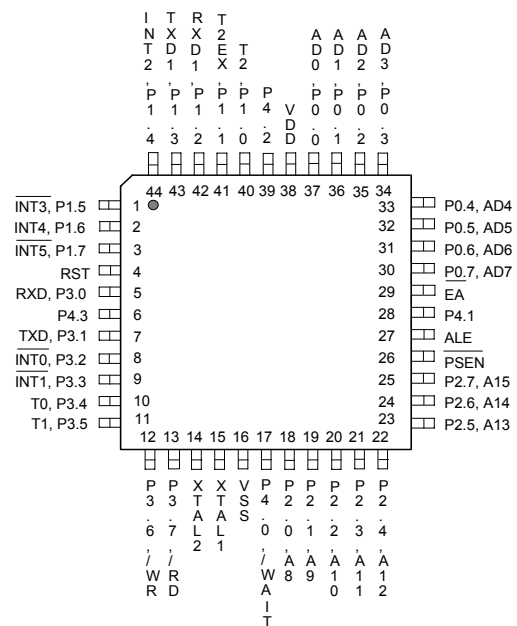 INT2, P1.4
TXD1, P1.3
RXD1, P1.2
T2EX, P1.1
T2, P1.0
P4.2
VDD
AD0, P0.0
AD1, P0.1
AD2, P0.2
AD3, P0.3
44 43 42 41 40 39 38 37 36 35 34
INT3, P1.5 1
INT4, P1.6 2
INT5, P1.7 3
RST 4
RXD, P3.0 5
P4.3 6
TXD, P3.1 7
INT0, P3.2 8
INT1, P3.3 9
T0, P3.4 10
T1, P3.5 11
33 P0.4, AD4
32 P0.5, AD5
31 P0.6, AD6
30 P0.7, AD7
29 EA
28 P4.1
27 ALE
26 PSEN
25 P2.7, A15
24 P2.6, A14
23 P2.5, A13
12 13 14 15 16 17 18 19 20 21 22
P3.6, /WR
P3.7, /RD
XTAL2
XTAL1
VSS
P4.0, /WAIT
P2.0, A8
P2.1, A9
P2.2, A10
P2.3, A11
P2.4, A12